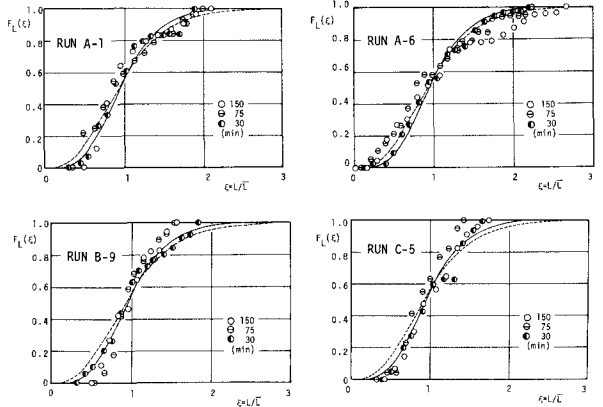 F_L(ξ)
1.0
0.8
0.6
0.4
0.2
0
RUN A-1
○ 150
⊖ 75
◐ 30
(min)
0 1 2 3
ξ=L/L̅
F_L(ξ)
1.0
0.8
0.6
0.4
0.2
0
RUN A-6
○ 150
⊖ 75
◐ 30
(min)
0 1 2 3
ξ=L/L̅
F_L(ξ)
1.0
0.8
0.6
0.4
0.2
0
RUN B-9
○ 150
⊖ 75
◐ 30
(min)
0 1 2 3
ξ=L/L̅
F_L(ξ)
1.0
0.8
0.6
0.4
0.2
0
RUN C-5
○ 150
⊖ 75
◐ 30
(min)
0 1 2 3
ξ=L/L̅